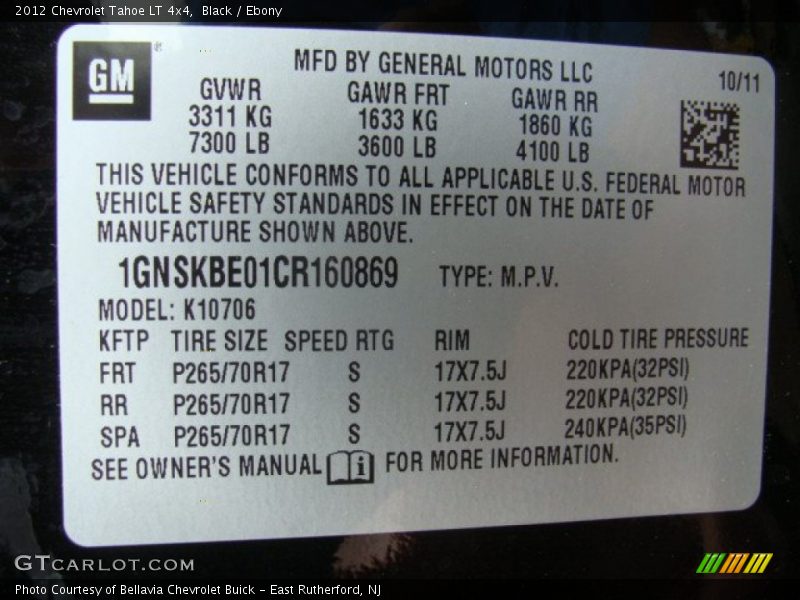 2012 Chevrolet Tahoe LT 4x4, Black / Ebony
GM ®
MFD BY GENERAL MOTORS LLC
10/11
GVWR GAWR FRT GAWR RR
3311 KG 1633 KG 1860 KG
7300 LB 3600 LB 4100 LB
THIS VEHICLE CONFORMS TO ALL APPLICABLE U.S. FEDERAL MOTOR
VEHICLE SAFETY STANDARDS IN EFFECT ON THE DATE OF
MANUFACTURE SHOWN ABOVE.
1GNSKBE01CR160869 TYPE: M.P.V.
MODEL: K10706
KFTP TIRE SIZE SPEED RTG RIM COLD TIRE PRESSURE
FRT P265/70R17 S 17X7.5J 220KPA(32PSI)
RR P265/70R17 S 17X7.5J 220KPA(32PSI)
SPA P265/70R17 S 17X7.5J 240KPA(35PSI)
SEE OWNER'S MANUAL i FOR MORE INFORMATION.
GTCARLOT.COM
Photo Courtesy of Bellavia Chevrolet Buick - East Rutherford, NJ